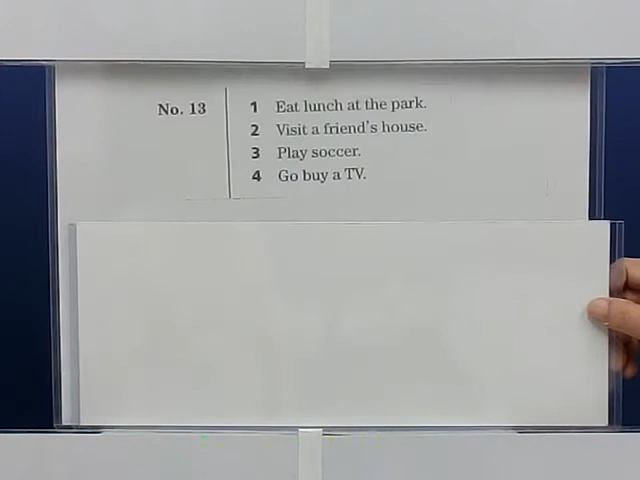 No. 13
1 Eat lunch at the park.
2 Visit a friend's house.
3 Play soccer.
4 Go buy a TV.